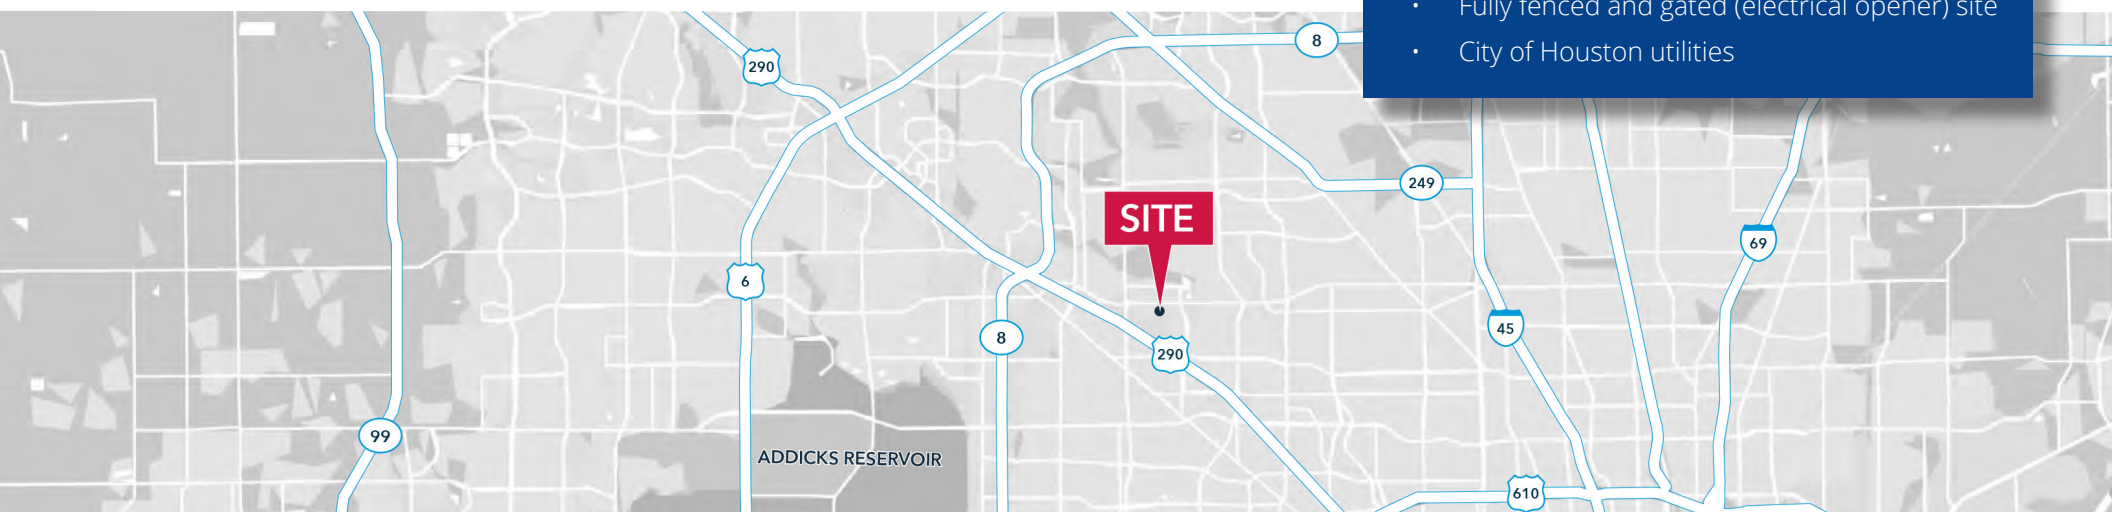 • Fully fenced and gated (electrical opener) site
• City of Houston utilities
8
290
249
SITE
69
6
45
8
290
99
ADDICKS RESERVOIR
610